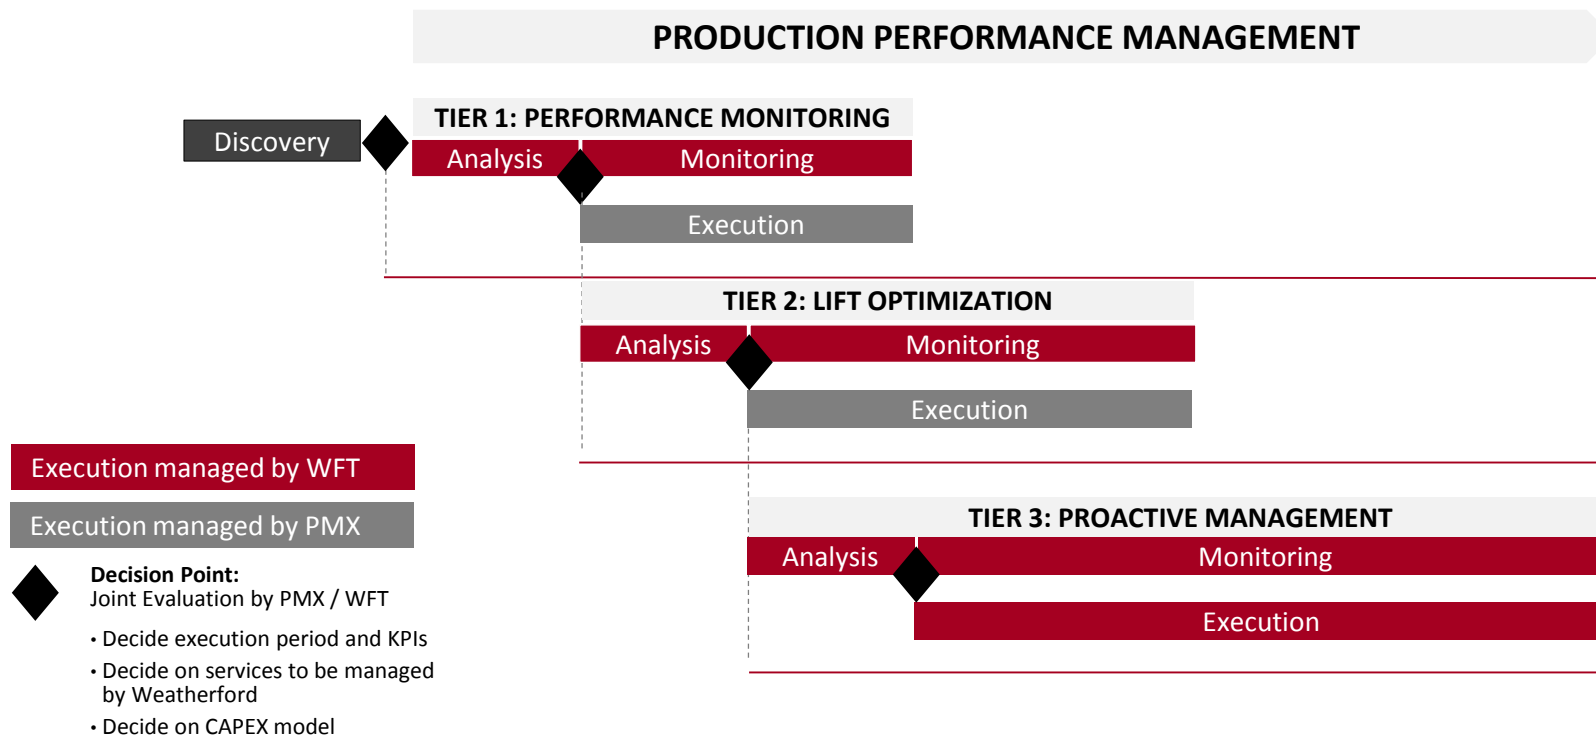 PRODUCTION PERFORMANCE MANAGEMENT
TIER 1: PERFORMANCE MONITORING
Discovery
Analysis
Monitoring
Execution
TIER 2: LIFT OPTIMIZATION
Analysis
Monitoring
Execution
Execution managed by WFT
Execution managed by PMX
TIER 3: PROACTIVE MANAGEMENT
Analysis
Monitoring
Execution
Decision Point:
Joint Evaluation by PMX / WFT
• Decide execution period and KPIs
• Decide on services to be managed
by Weatherford
• Decide on CAPEX model